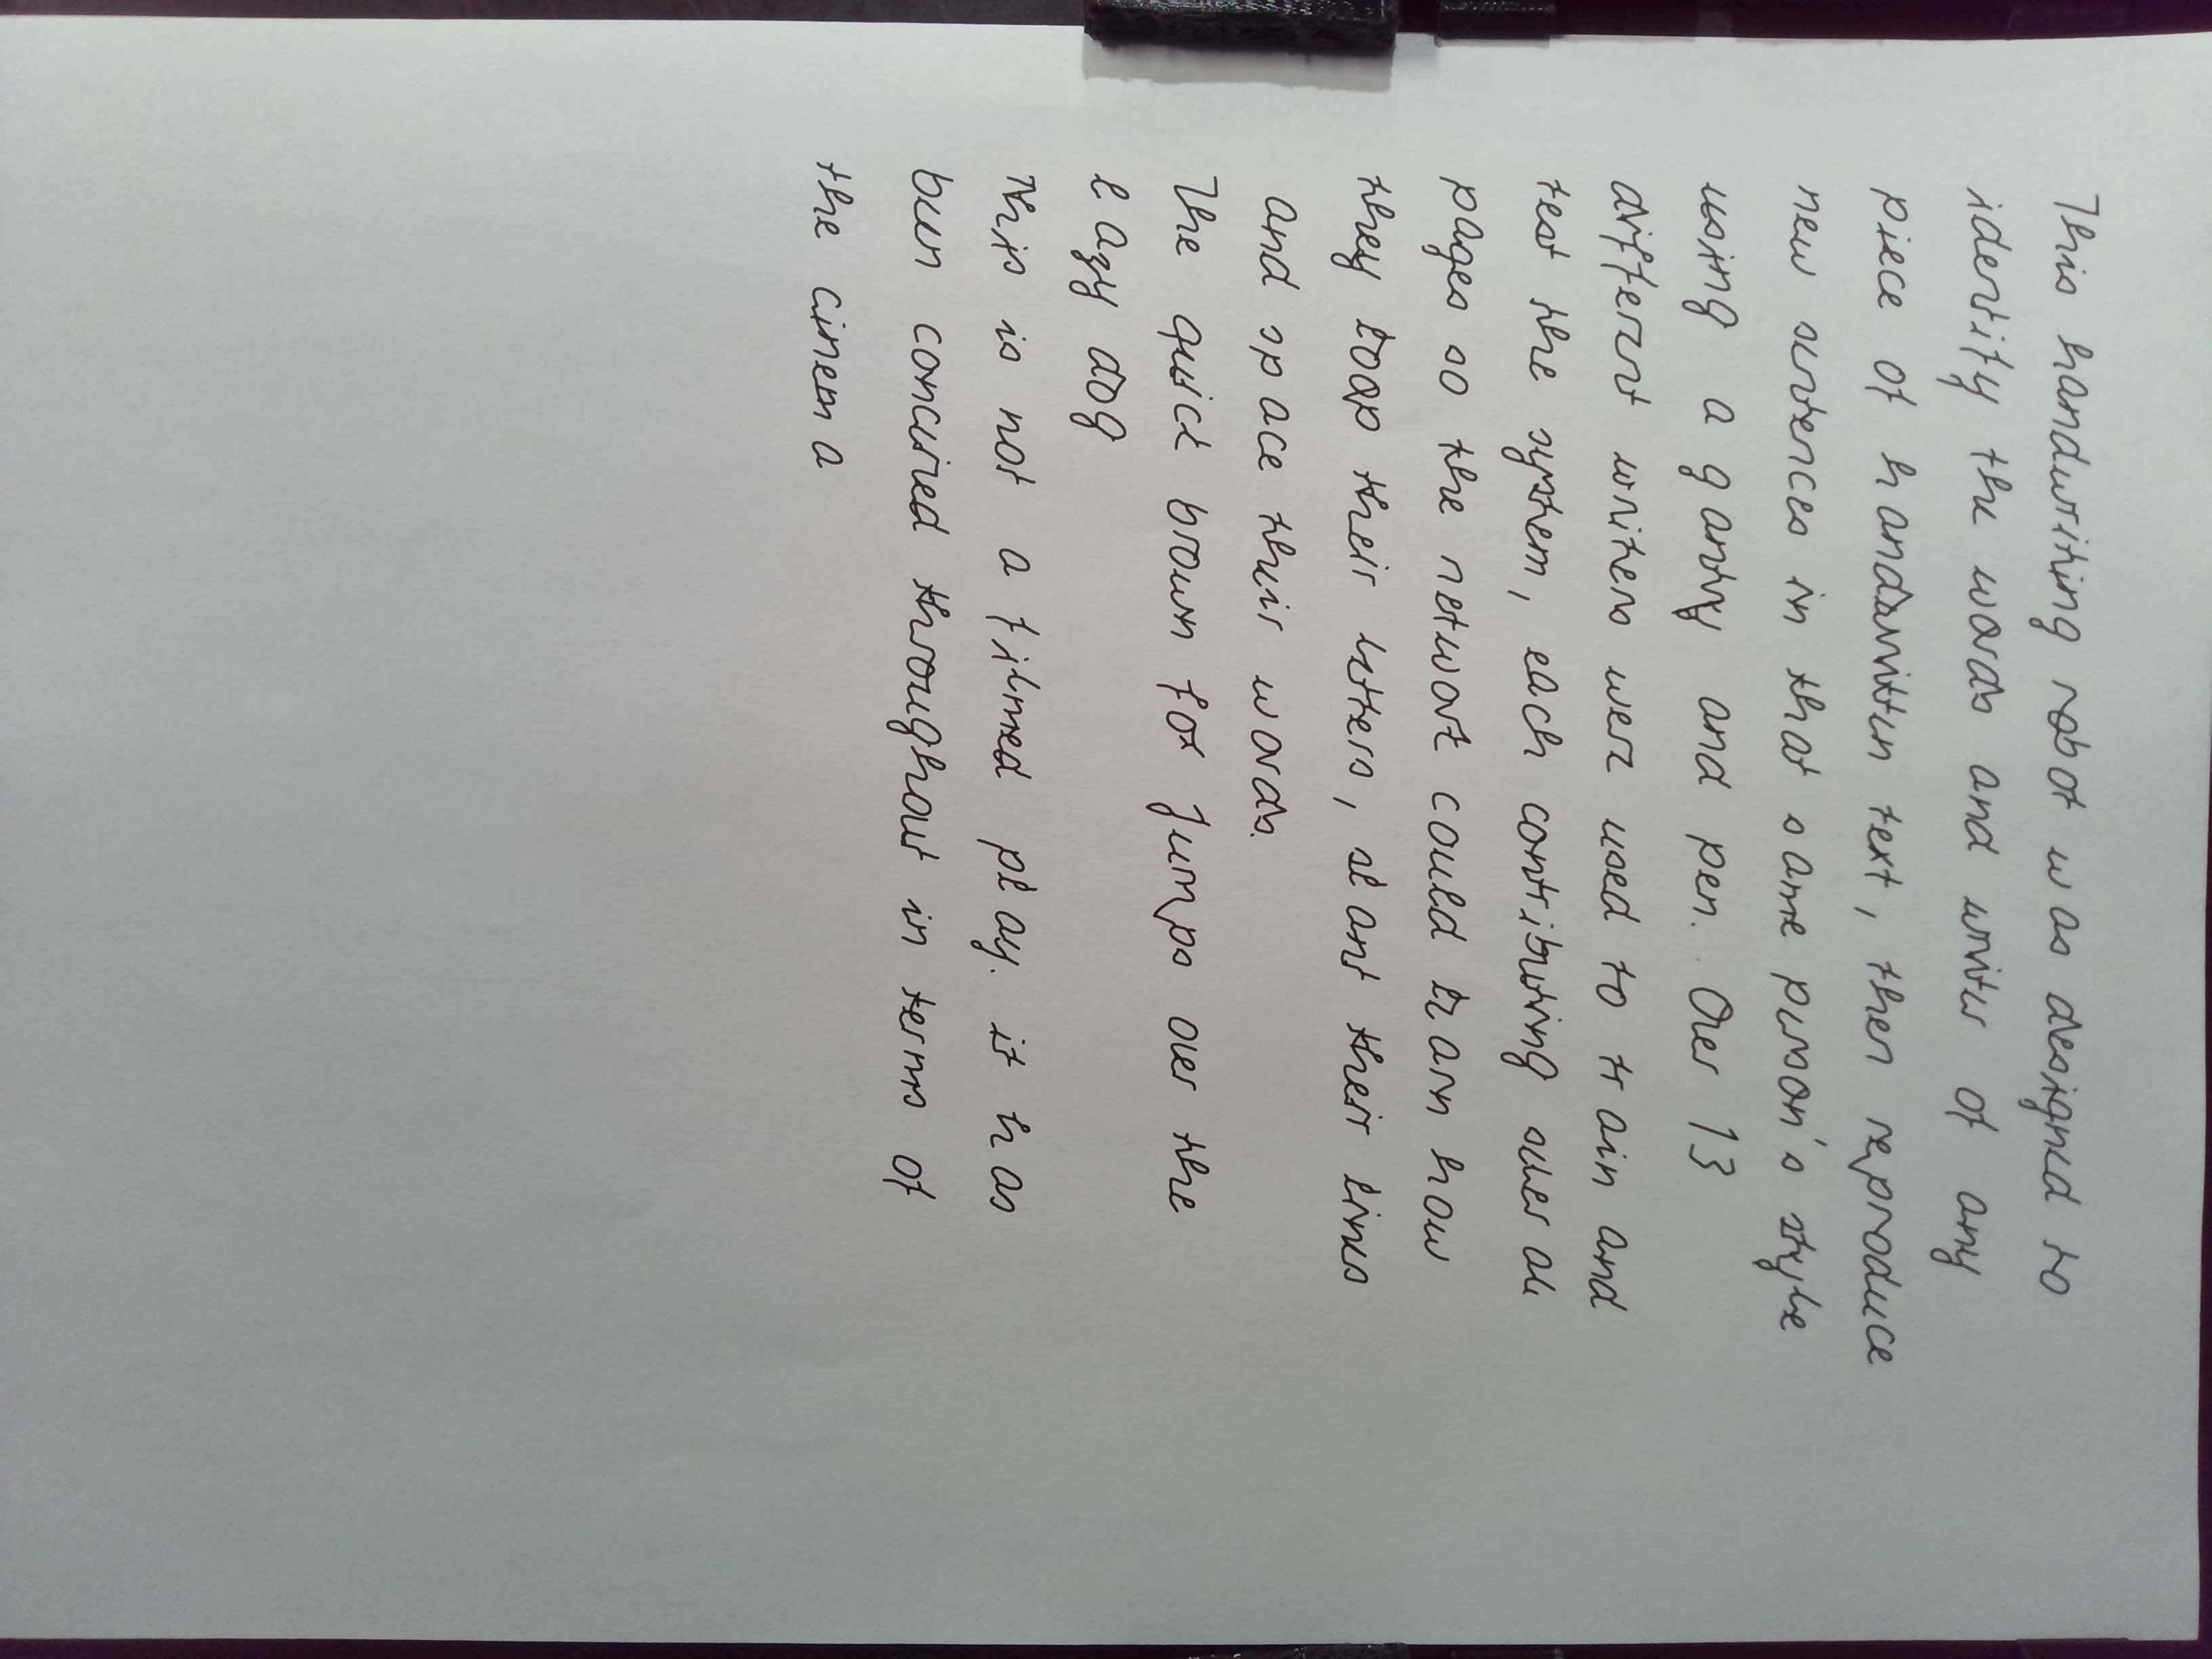 This handwriting robot was designed to
identify the words and writer of any
piece of handwritten text, then reproduce
new sentences in that same person's style
using a gantry and pen. Over 13
different writers were used to train and
test the system, each contributing several
pages so the network could learn how
they loop their letters, slant their lines
and space their words.
The quick brown fox jumps over the
lazy dog
This is not a filmed play. it has
been concieved throughout in terms of
the cinema